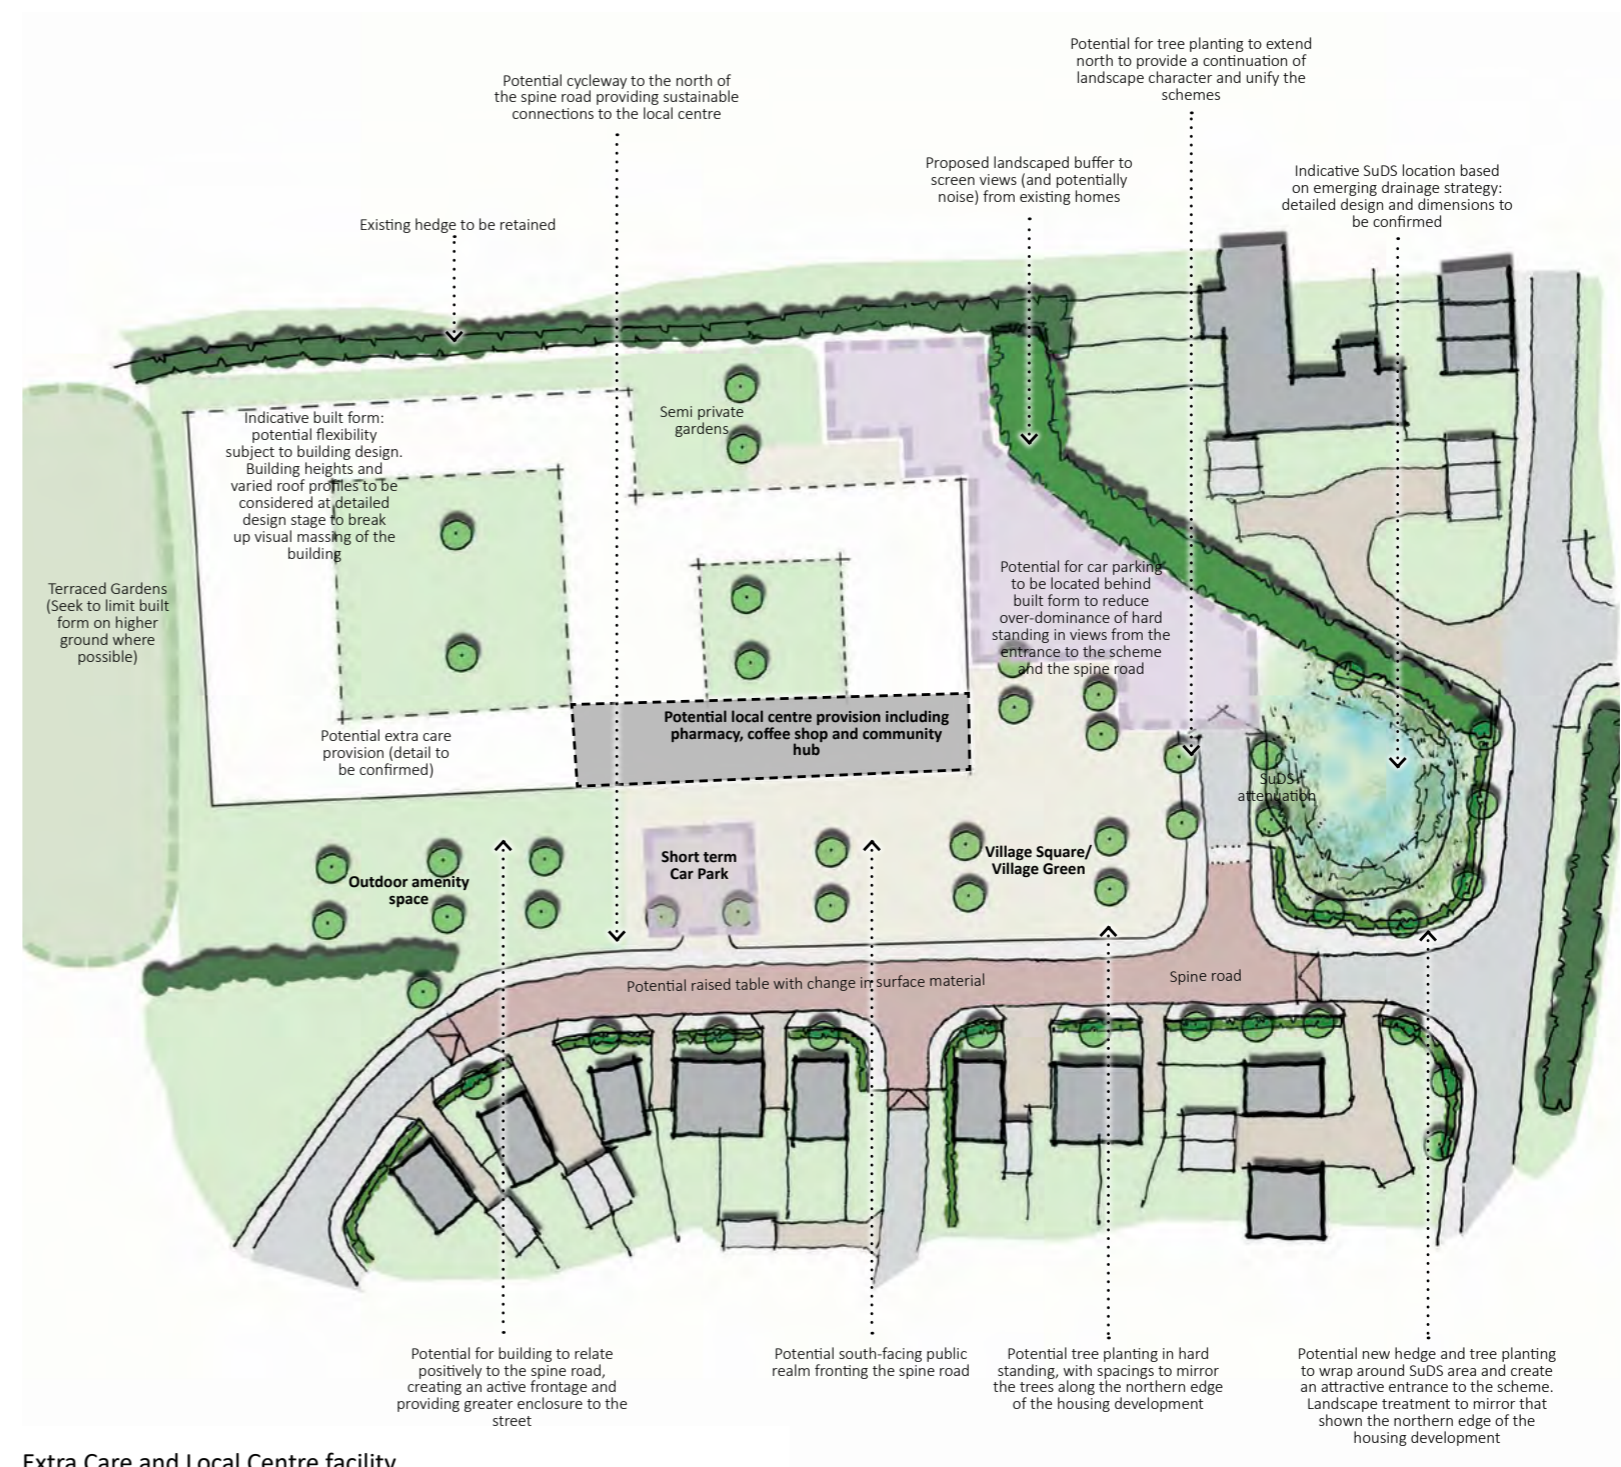 Potential for tree planting to extend
north to provide a continuation of
landscape character and unify the
schemes
Potential cycleway to the north of
the spine road providing sustainable
connections to the local centre
Proposed landscaped buffer to
screen views (and potentially
noise) from existing homes
Indicative SuDS location based
on emerging drainage strategy:
detailed design and dimensions to
be confirmed
Existing hedge to be retained
Indicative built form:
potential flexibility
subject to building design.
Building heights and
varied roof profiles to be
considered at detailed
design stage to break
up visual massing of the
building
Semi private
gardens
Terraced Gardens
(Seek to limit built
form on higher
ground where
possible)
Potential for car parking
to be located behind
built form to reduce
over-dominance of hard
standing in views from the
entrance to the scheme
and the spine road
Potential local centre provision including
pharmacy, coffee shop and community
hub
Potential extra care
provision (detail to
be confirmed)
SuDS
attenuation
Short term
Car Park
Village Square/
Village Green
Outdoor amenity
space
Potential raised table with change in surface material
Spine road
Potential for building to relate
positively to the spine road,
creating an active frontage and
providing greater enclosure to the
street
Potential south-facing public
realm fronting the spine road
Potential tree planting in hard
standing, with spacings to mirror
the trees along the northern edge
of the housing development
Potential new hedge and tree planting
to wrap around SuDS area and create
an attractive entrance to the scheme.
Landscape treatment to mirror that
shown the northern edge of the
housing development
Extra Care and Local Centre facility